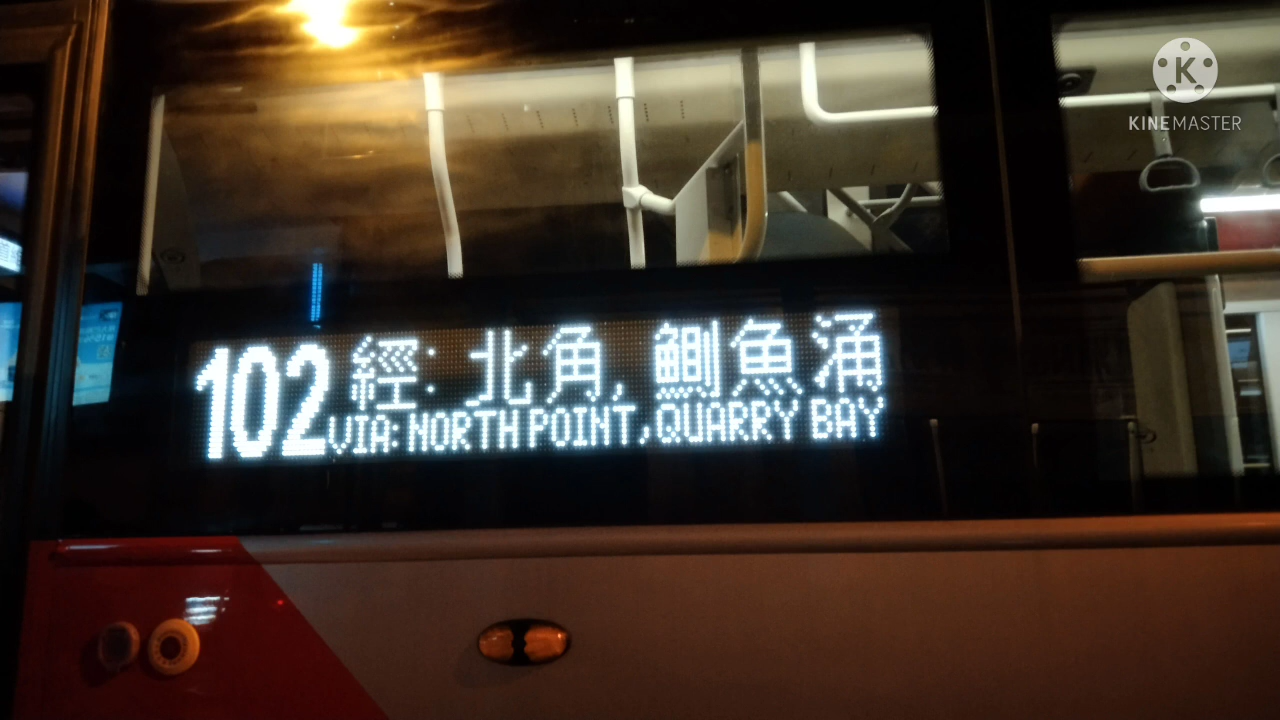 K
KINEMASTER
102 經: 北角, 鰂魚涌
VIA: NORTH POINT, QUARRY BAY